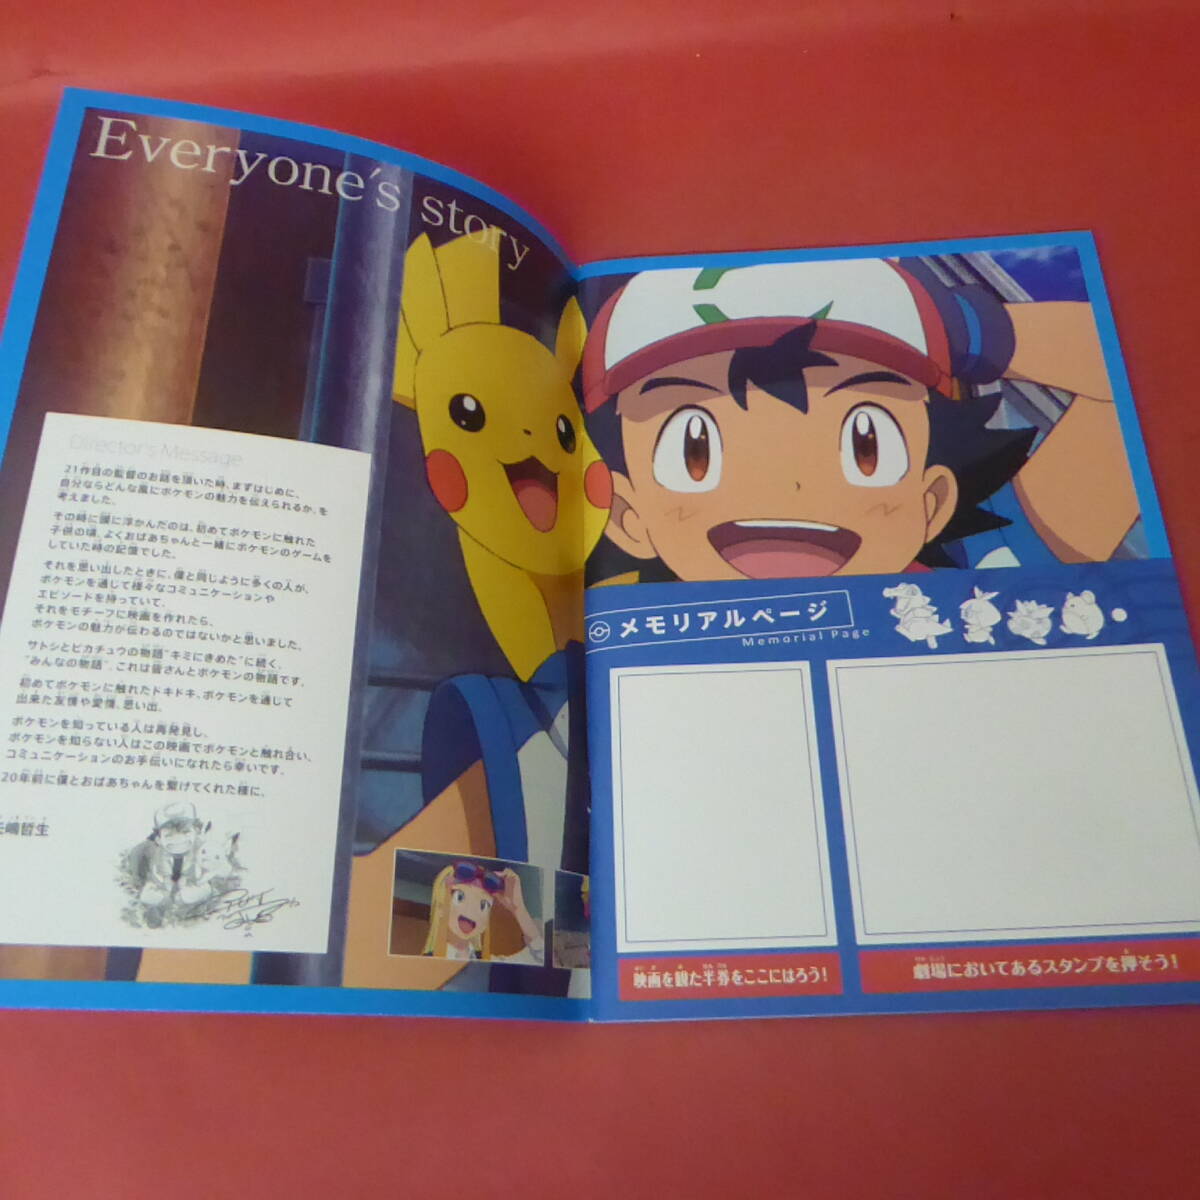 Everyone's story
Director's Message
21作目の監督のお話を頂いた時、まずはじめに、
自分ならどんな風にポケモンの魅力を伝えられるか、を
考えました。
その時に頭に浮かんだのは、初めてポケモンに触れた
子供の頃、よくおばあちゃんと一緒にポケモンのゲームを
していた時の記憶でした。
それを思い出したときに、僕と同じように多くの人が、
ポケモンを通じて様々なコミュニケーションや
エピソードを持っていて、
それをモチーフに映画を作れたら、
ポケモンの魅力が伝わるのではないかと思いました。
サトシとピカチュウの物語"キミにきめた"に続く、
"みんなの物語"。これは皆さんとポケモンの物語です。
初めてポケモンに触れたドキドキ、ポケモンを通じて
出来た友情や愛情、思い出。
ポケモンを知っている人は再発見し、
ポケモンを知らない人はこの映画でポケモンと触れ合い、
コミュニケーションのお手伝いになれたら幸いです。
20年前に僕とおばあちゃんを繋げてくれた様に。
矢嶋哲生
メモリアルページ
Memorial Page
映画を観た半券をここにはろう!
劇場においてあるスタンプを押そう!